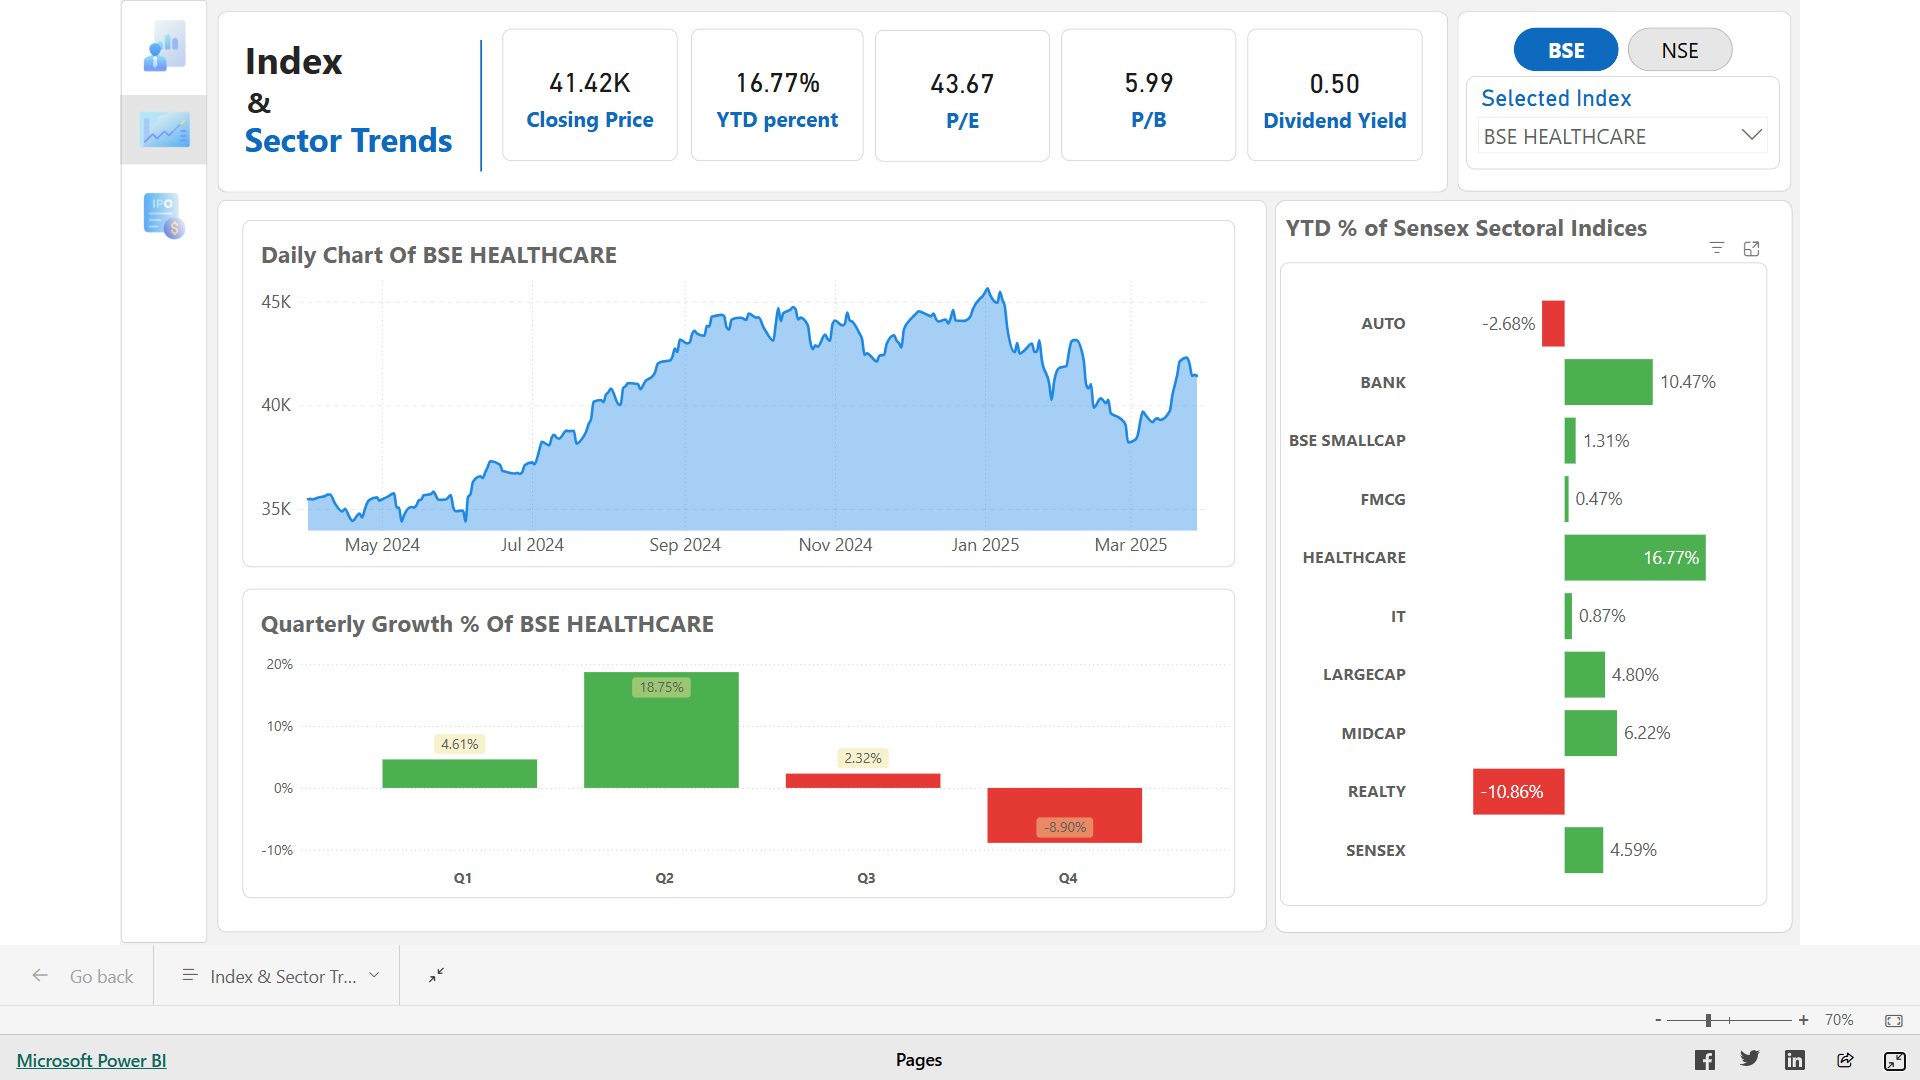 Index
&
Sector Trends
41.42K
Closing Price
16.77%
YTD percent
43.67
P/E
5.99
P/B
0.50
Dividend Yield
BSE
NSE
Selected Index
BSE HEALTHCARE
IPO
$
Daily Chart Of BSE HEALTHCARE
45K
40K
35K
May 2024
Jul 2024
Sep 2024
Nov 2024
Jan 2025
Mar 2025
Quarterly Growth % Of BSE HEALTHCARE
20%
10%
0%
-10%
4.61%
18.75%
2.32%
-8.90%
Q1
Q2
Q3
Q4
YTD % of Sensex Sectoral Indices
AUTO -2.68%
BANK 10.47%
BSE SMALLCAP 1.31%
FMCG 0.47%
HEALTHCARE 16.77%
IT 0.87%
LARGECAP 4.80%
MIDCAP 6.22%
REALTY -10.86%
SENSEX 4.59%
Go back
Index & Sector Tr...
- + 70%
Microsoft Power BI
Pages